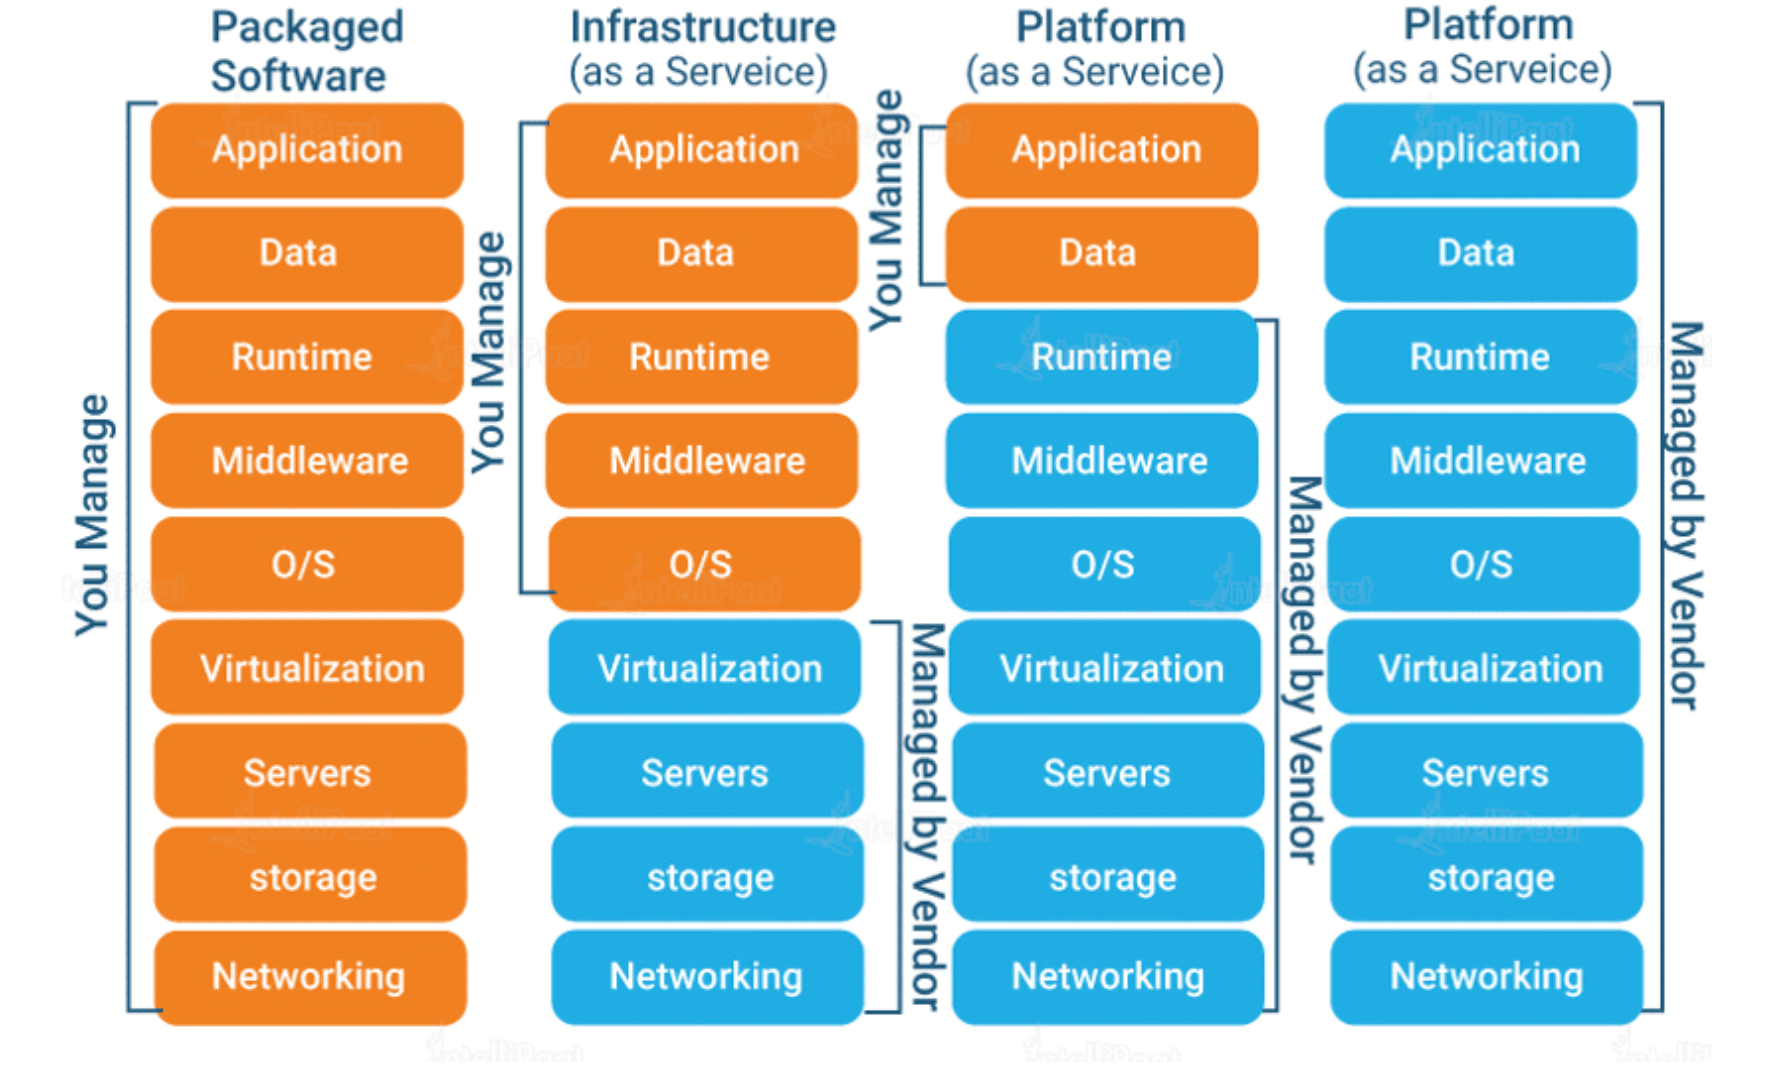 Packaged
Software
You Manage
Application
Data
Runtime
Middleware
O/S
Virtualization
Servers
storage
Networking
Infrastructure
(as a Serveice)
You Manage
Application
Data
Runtime
Middleware
O/S
Virtualization
Servers
storage
Networking
Managed by Vendor
Platform
(as a Serveice)
You Manage
Application
Data
Runtime
Middleware
O/S
Virtualization
Servers
storage
Networking
Managed by Vendor
Platform
(as a Serveice)
Application
Data
Runtime
Middleware
O/S
Virtualization
Servers
storage
Networking
Managed by Vendor